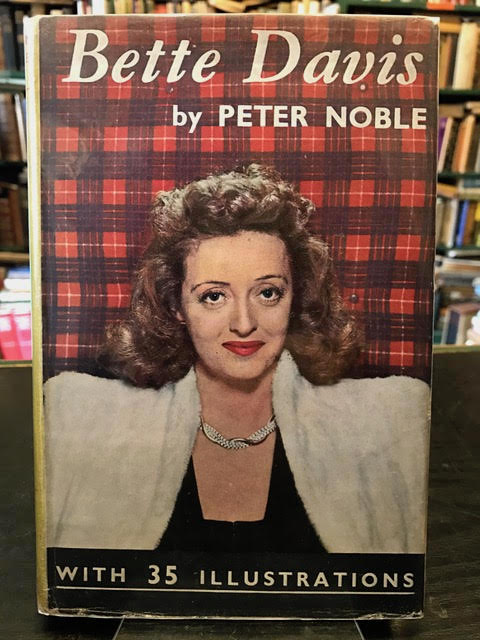 Bette Davis
by PETER NOBLE
WITH 35 ILLUSTRATIONS